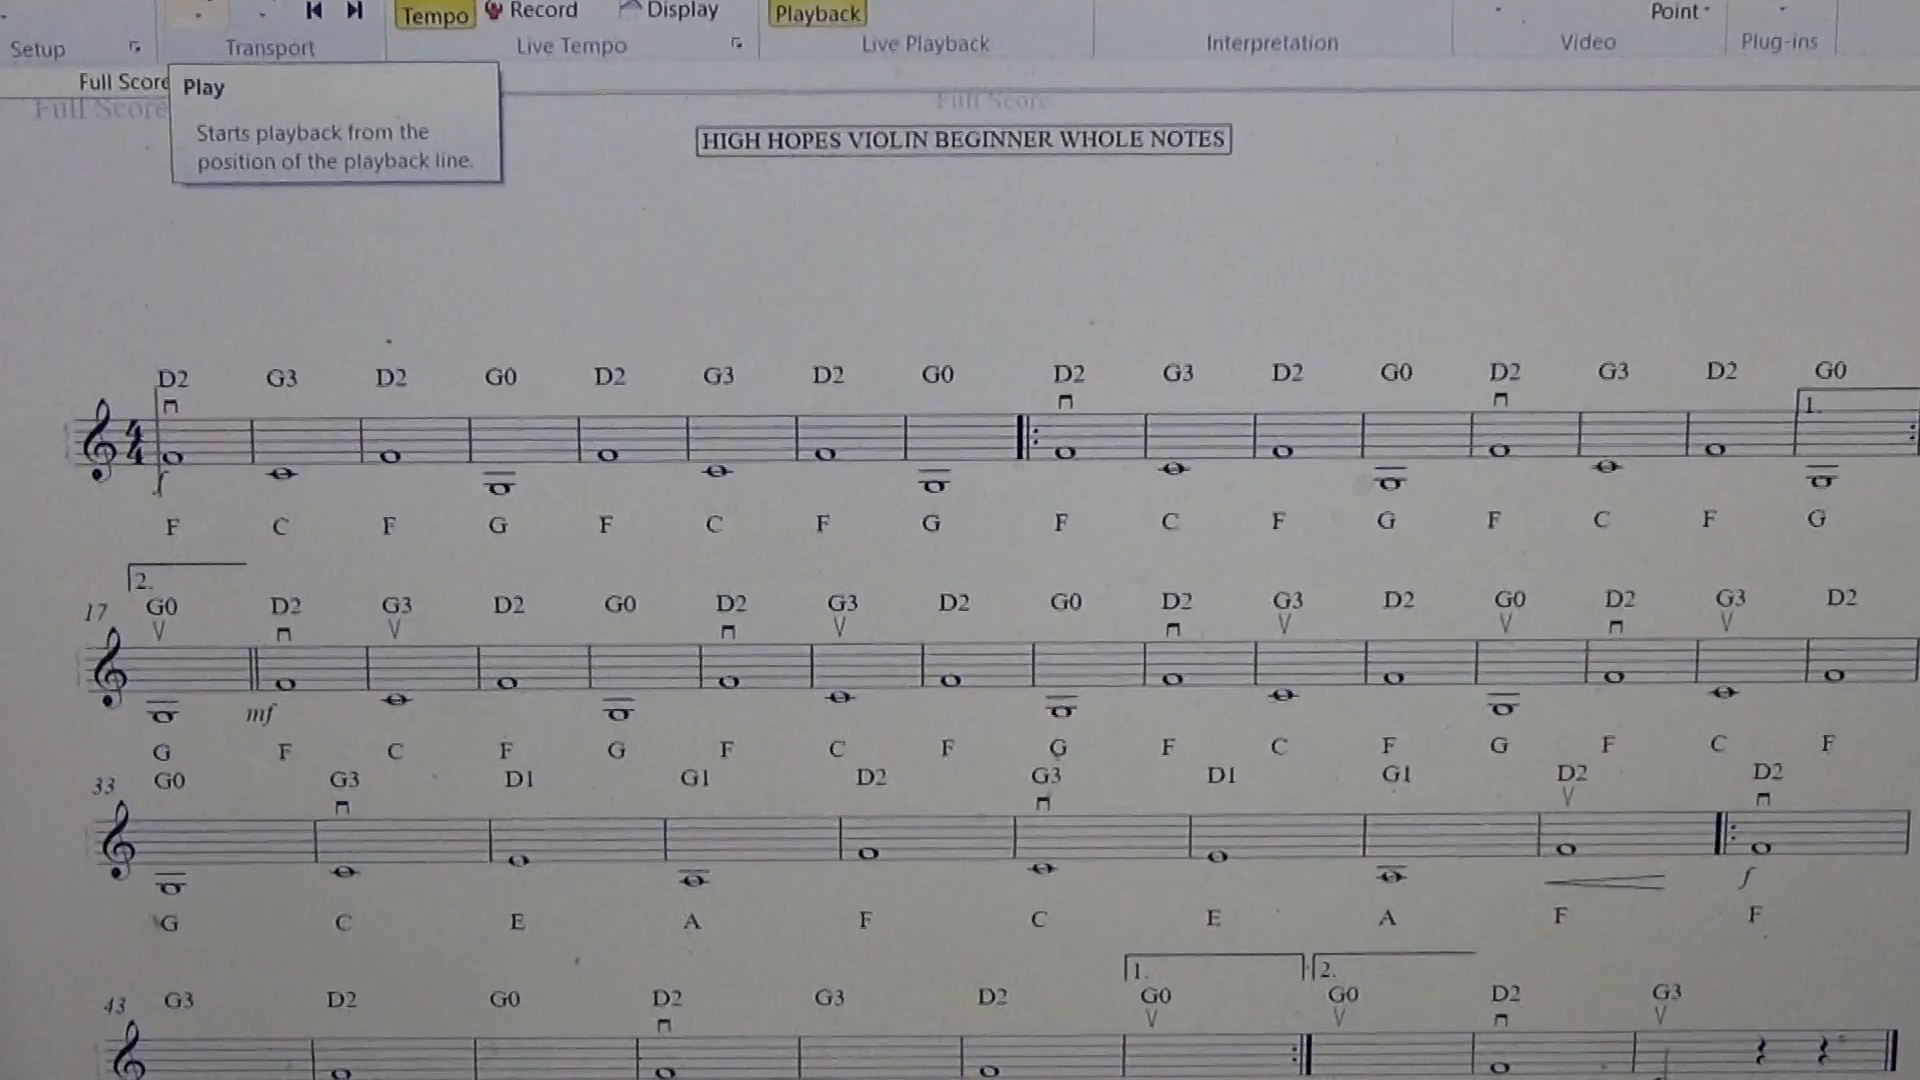 Tempo Record Display Playback Point
Setup Transport Live Tempo Live Playback Interpretation Video Plug-ins
Full Score
Play
Full Score Full Score
Starts playback from the
position of the playback line.
HIGH HOPES VIOLIN BEGINNER WHOLE NOTES
D2 G3 D2 G0 D2 G3 D2 G0 D2 G3 D2 G0 D2 G3 D2 G0
1.
4
4
f
F C F G F C F G F C F G F C F G
2.
17 G0 D2 G3 D2 G0 D2 G3 D2 G0 D2 G3 D2 G0 D2 G3 D2
mf
G F C F G F C F G F C F G F C F
33 G0 G3 D1 G1 D2 G3 D1 G1 D2 D2
f
G C E A F C E A F F
1. 2.
43 G3 D2 G0 D2 G3 D2 G0 G0 D2 G3